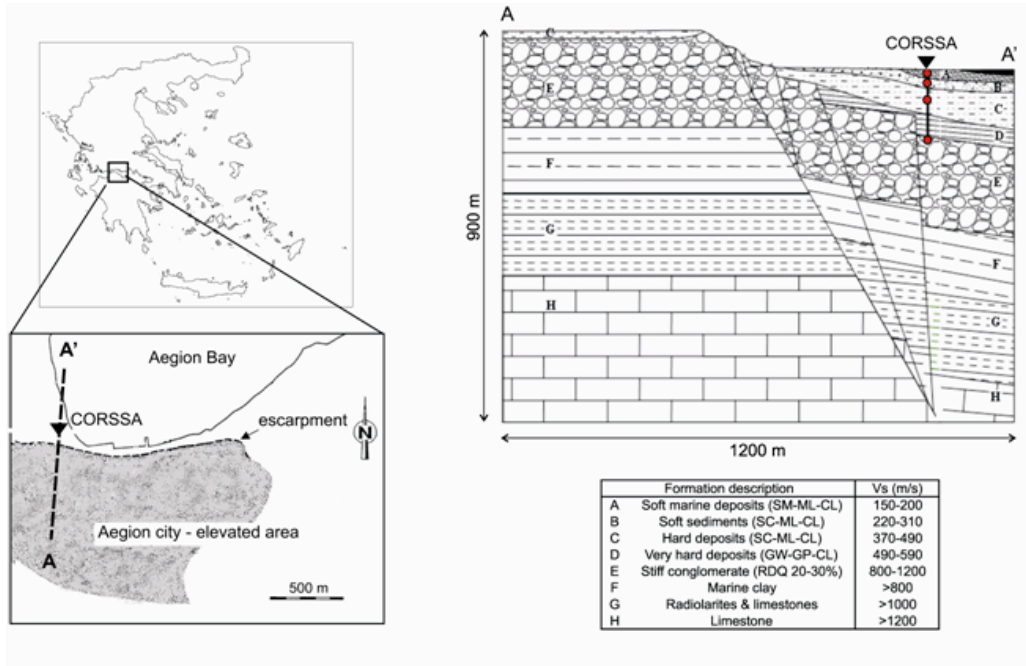 A'
Aegion Bay
CORSSA
escarpment
N
Aegion city - elevated area
A
500 m
A
CORSSA
A'
C
E
F
G
H
A
B
C
D
E
F
G
H
900 m
1200 m
Formation description Vs (m/s)
A Soft marine deposits (SM-ML-CL) 150-200
B Soft sediments (SC-ML-CL) 220-310
C Hard deposits (SC-ML-CL) 370-490
D Very hard deposits (GW-GP-CL) 490-590
E Stiff conglomerate (RDQ 20-30%) 800-1200
F Marine clay >800
G Radiolarites & limestones >1000
H Limestone >1200